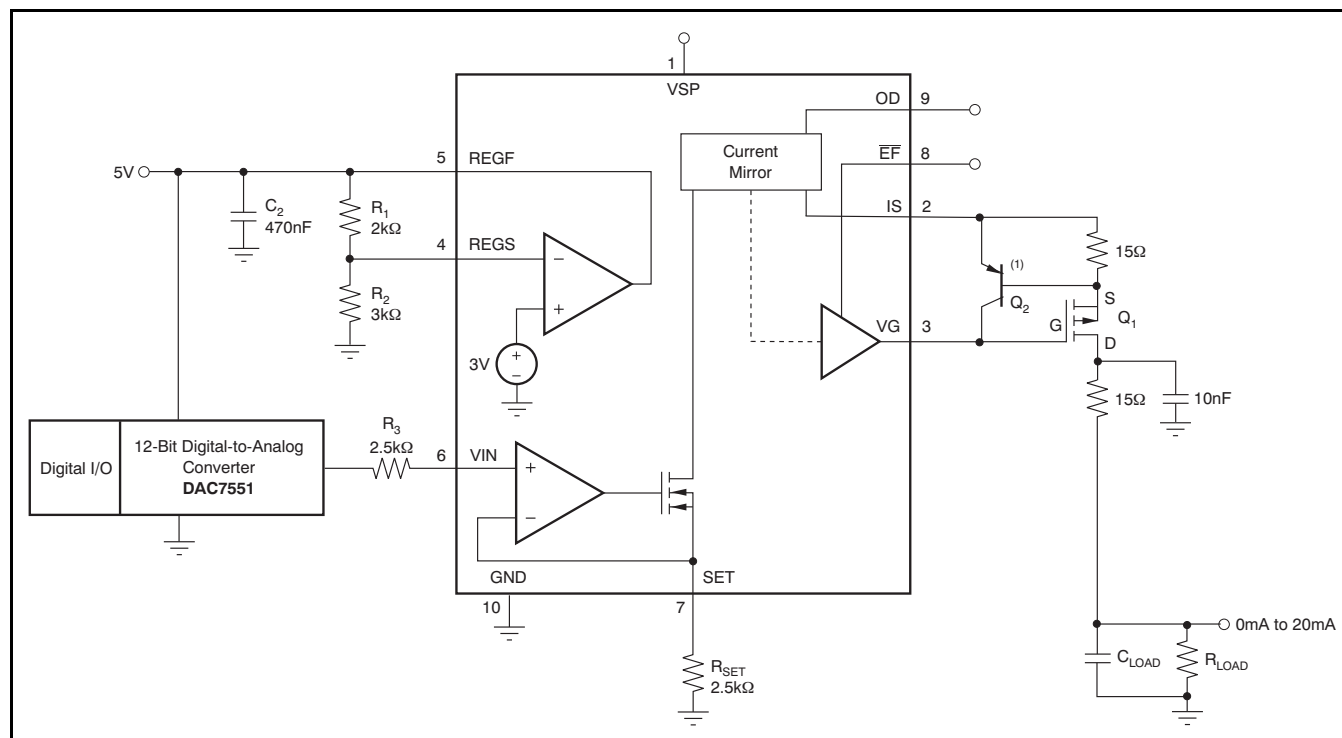 1
VSP
OD 9
EF 8
Current
Mirror
IS 2
5 REGF
5V
C2
470nF
R1
2kΩ
4 REGS
R2
3kΩ
3V
15Ω
(1)
Q2
S
Q1
G
D
VG 3
15Ω
10nF
Digital I/O
12-Bit Digital-to-Analog
Converter
DAC7551
R3
2.5kΩ
6 VIN
GND
SET
10
7
RSET
2.5kΩ
0mA to 20mA
CLOAD
RLOAD